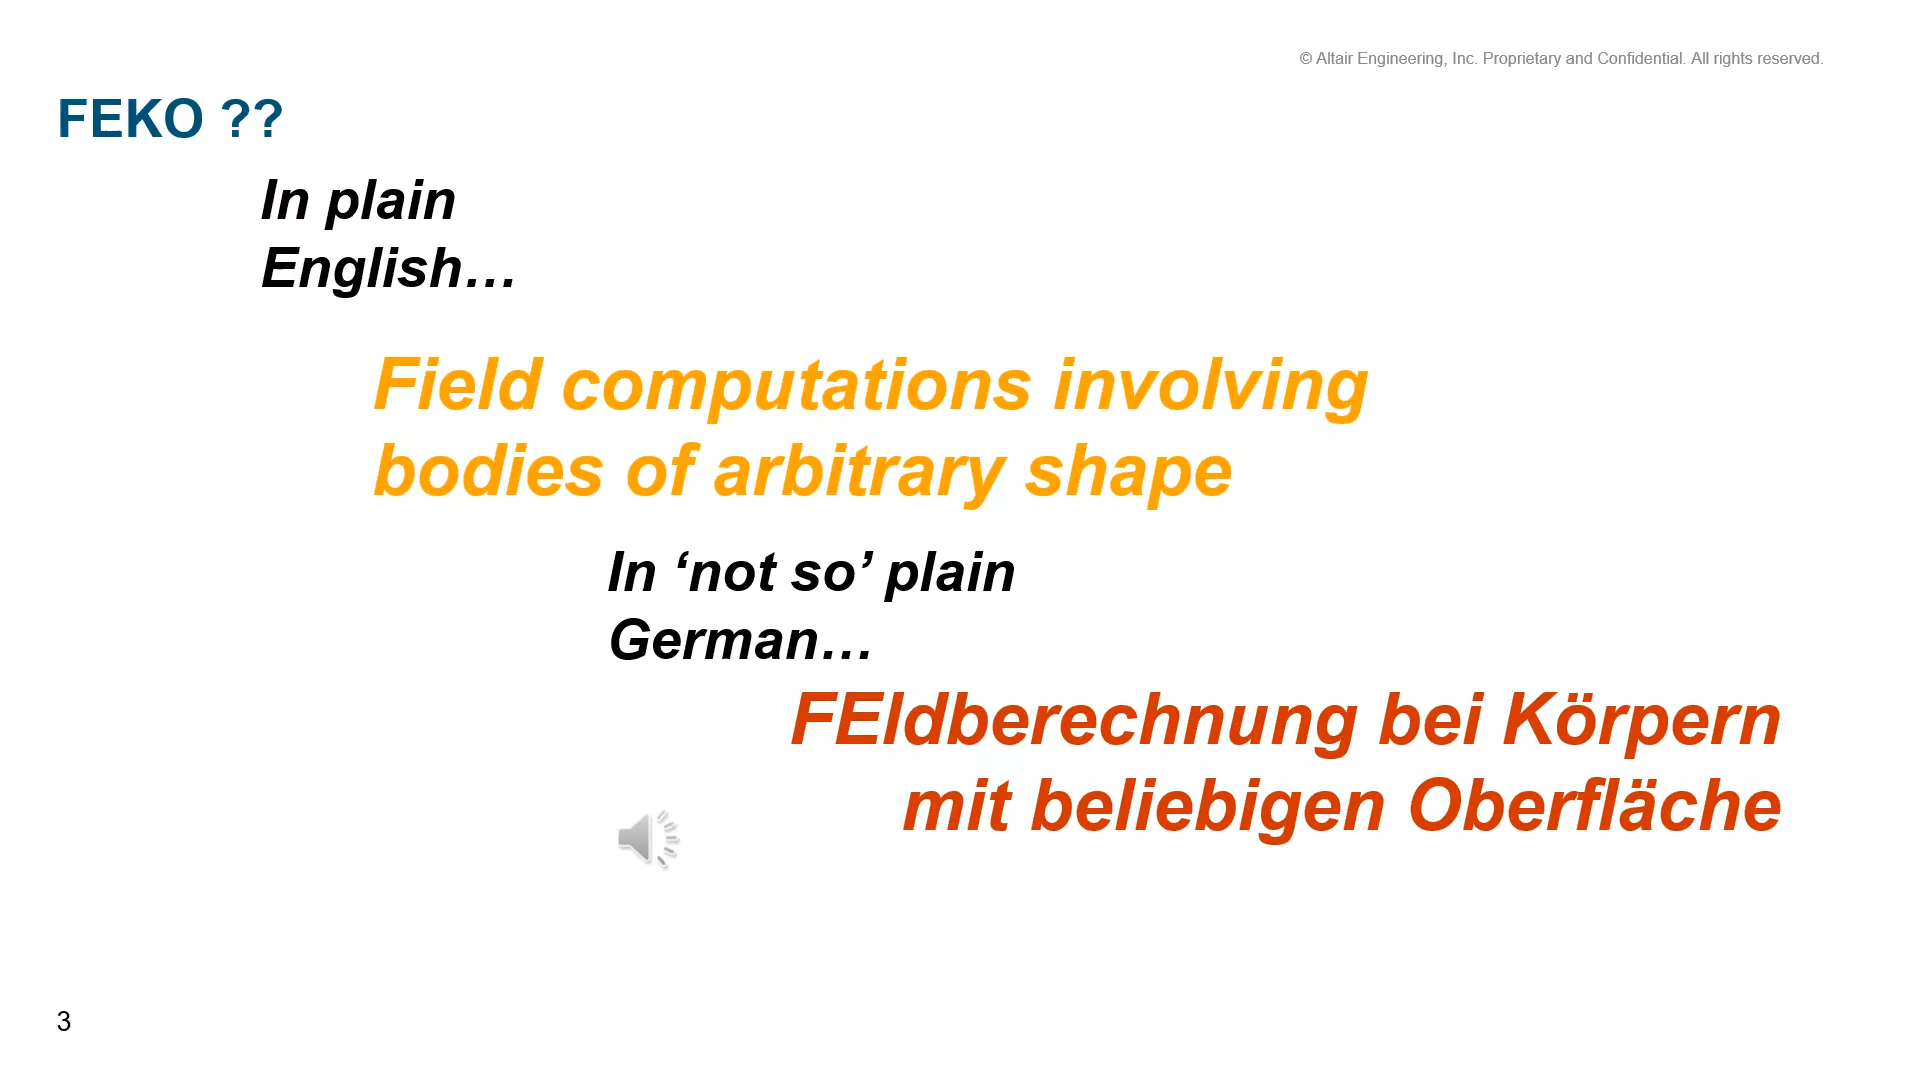 © Altair Engineering, Inc. Proprietary and Confidential. All rights reserved.
FEKO ??
In plain
English…
Field computations involving
bodies of arbitrary shape
In ‘not so’ plain
German…
FEldberechnung bei Körpern
mit beliebigen Oberfläche
3